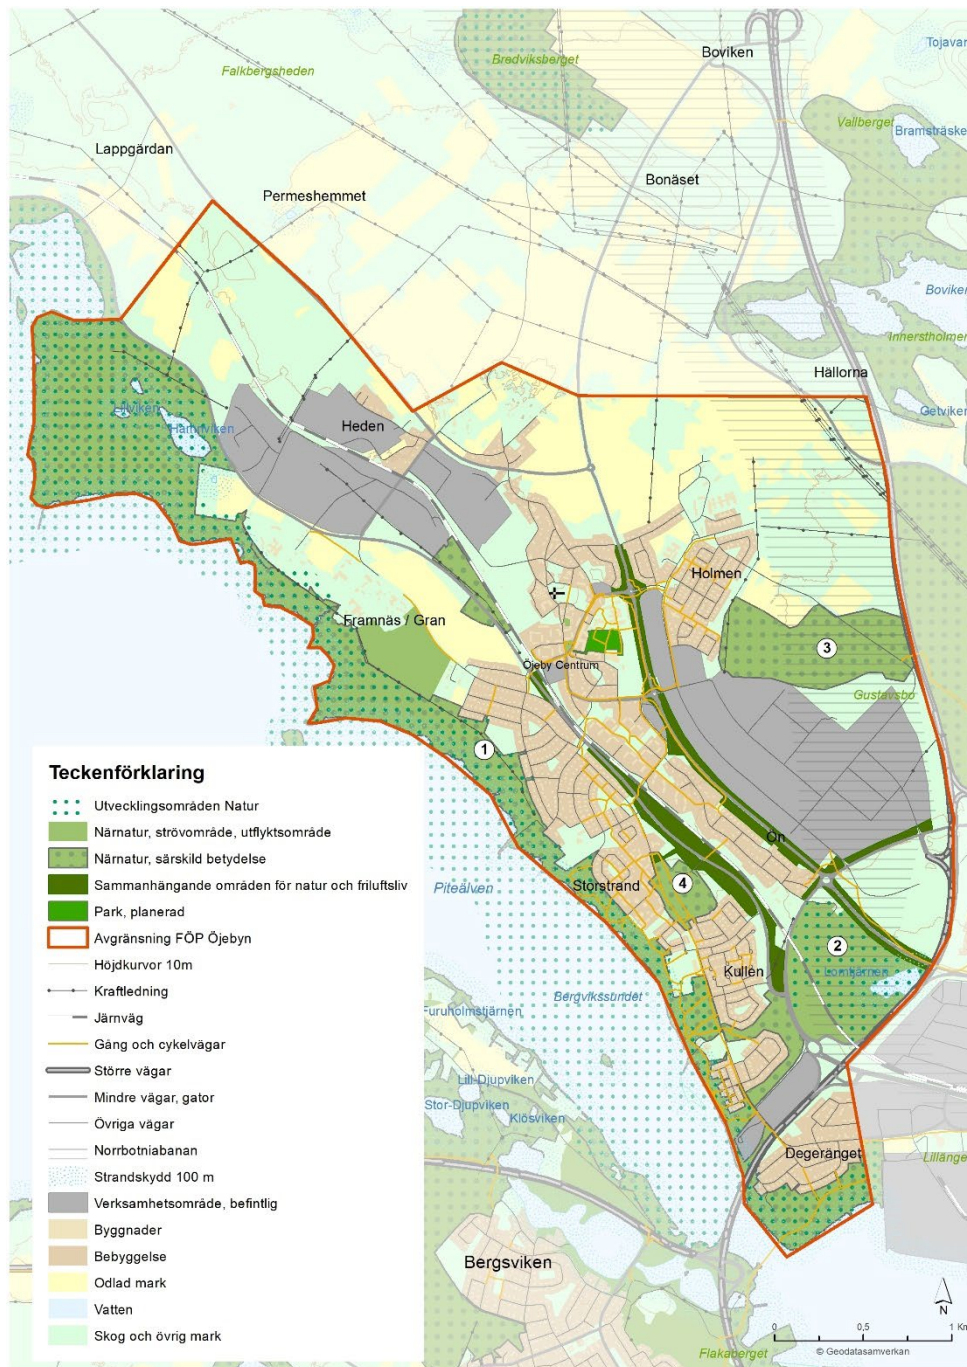 Boviken
Tojavar
Falkbergsheden
Bredviksberget
Vallberget
Bramsträske
Lappgärdan
Permeshemmet
Bonäset
Boviken
Innerstholmen
Hällorna
Getviken
Lillviken
Hamnviken
Heden
Holmen
Framnäs / Gran
Öjeby Centrum
3
Gustavsbo
1
Teckenförklaring
Utvecklingsområden Natur
Närnatur, strövområde, utflyktsområde
Närnatur, särskild betydelse
Sammanhängande områden för natur och friluftsliv
Park, planerad
Avgränsning FÖP Öjebyn
Höjdkurvor 10m
Kraftledning
Järnväg
Gång och cykelvägar
Större vägar
Mindre vägar, gator
Övriga vägar
Norrbotniabanan
Strandskydd 100 m
Verksamhetsområde, befintlig
Byggnader
Bebyggelse
Odlad mark
Vatten
Skog och övrig mark
Ön
Piteälven
Storstrand
4
2
Kullen
Lomtjärnen
Bergvikssundet
Furuholmstjärnen
Lill-Djupviken
Stor-Djupviken
Klösviken
Degeränget
Lillänget
Bergsviken
Flakaberget
N
0 0,5 1 Km
© Geodatasamverkan